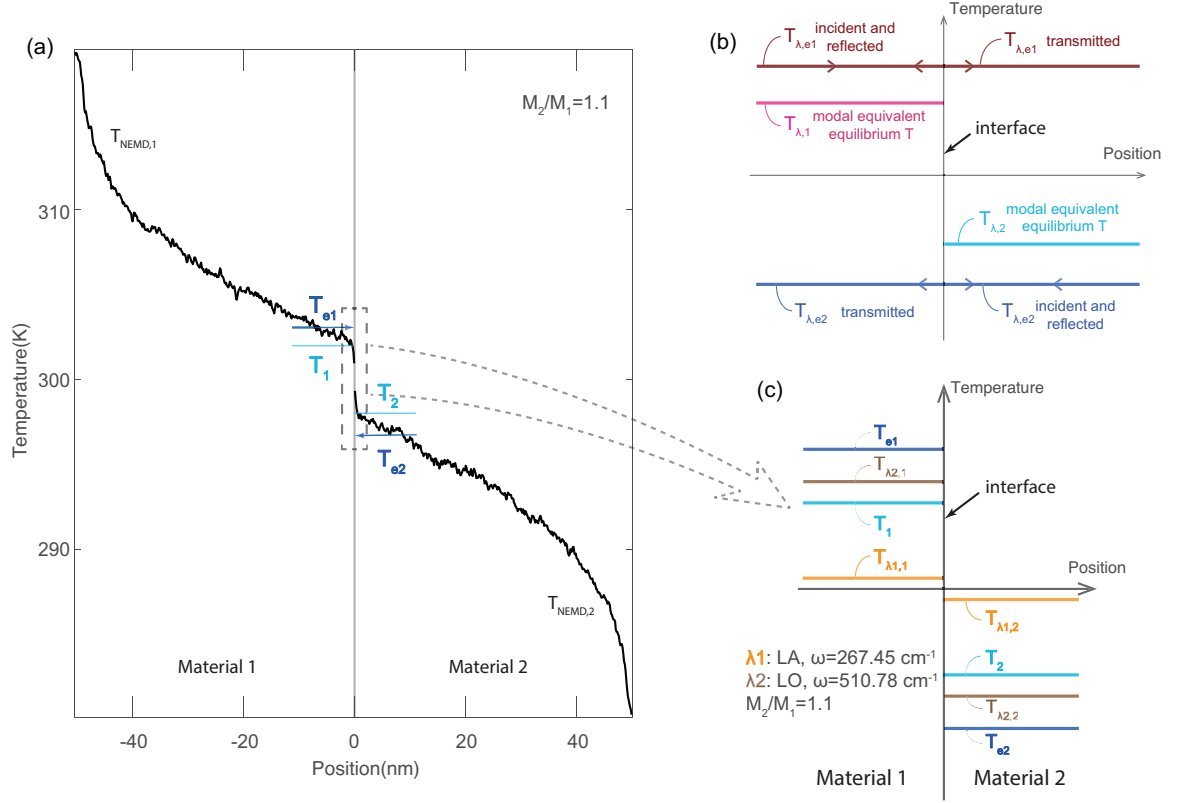 (a)
M2/M1=1.1
TNEMD,1
310
300
290
Te1
T1
T2
Te2
TNEMD,2
Material 1
Material 2
-40
-20
0
20
40
Position(nm)
Temperature(K)
(b)
Temperature
Tλ,e1 incident and
reflected
Tλ,e1 transmitted
Tλ,1 modal equivalent
equilibrium T
interface
Position
Tλ,2 modal equivalent
equilibrium T
Tλ,e2 transmitted
Tλ,e2 incident and
reflected
(c)
Temperature
Te1
Tλ2,1
interface
T1
Tλ1,1
Position
Tλ1,2
λ1: LA, ω=267.45 cm-1
T2
λ2: LO, ω=510.78 cm-1
Tλ2,2
M2/M1=1.1
Te2
Material 1
Material 2